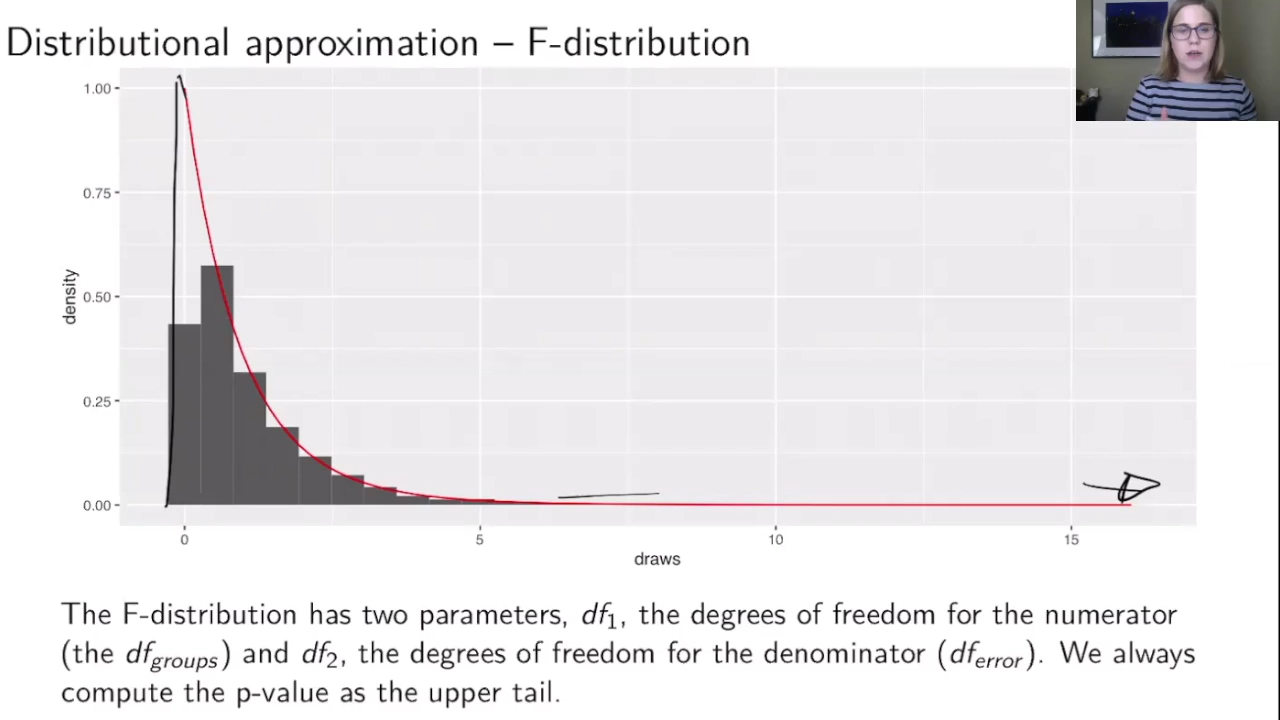 Distributional approximation – F-distribution
1.00
0.75
0.50
0.25
0.00
density
0 5 10 15
draws
The F-distribution has two parameters, df1, the degrees of freedom for the numerator
(the dfgroups) and df2, the degrees of freedom for the denominator (dferror). We always
compute the p-value as the upper tail.